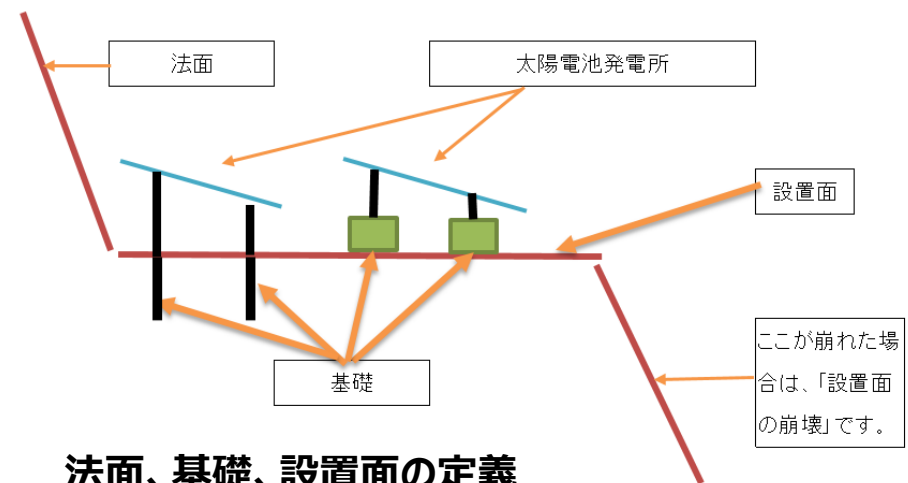 法面
太陽電池発電所
設置面
ここが崩れた場
合は、「設置面
の崩壊」です。
基礎
法面、基礎、設置面の定義